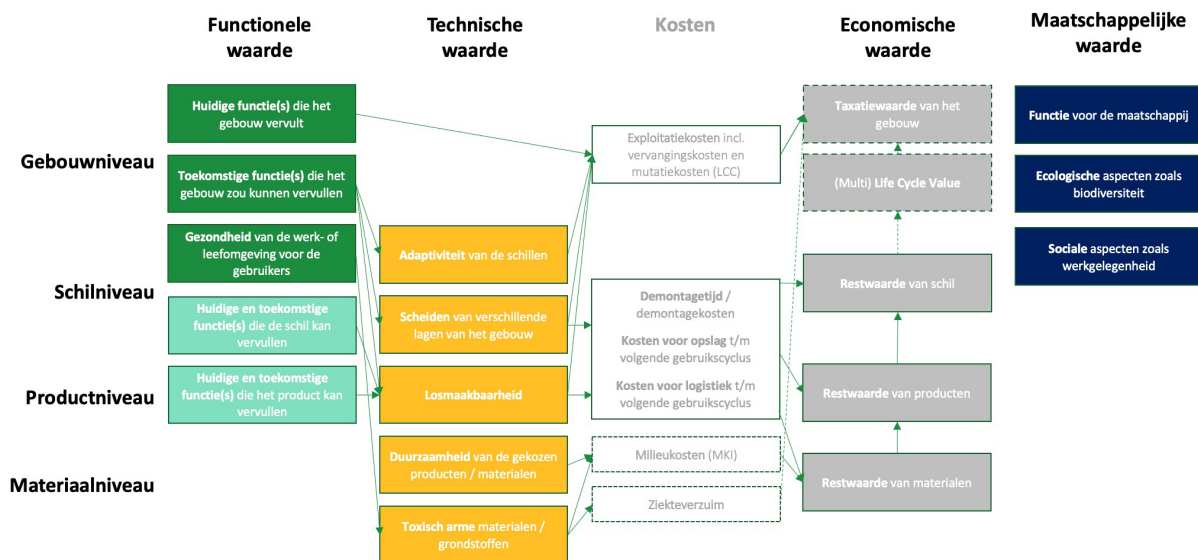 Functionele
waarde
Technische
waarde
Kosten
Economische
waarde
Maatschappelijke
waarde
Gebouwniveau
Schilniveau
Productniveau
Materiaalniveau
Huidige functie(s) die het
gebouw vervult
Toekomstige functie(s) die het
gebouw zou kunnen vervullen
Gezondheid van de werk- of
leefomgeving voor de
gebruikers
Huidige en toekomstige
functie(s) die de schil kan
vervullen
Huidige en toekomstige
functie(s) die het product kan
vervullen
Adaptiviteit van de schillen
Scheiden van verschillende
lagen van het gebouw
Losmaakbaarheid
Duurzaamheid van de gekozen
producten / materialen
Toxisch arme materialen /
grondstoffen
Exploitatiekosten incl.
vervangingskosten en
mutatiekosten (LCC)
Demontagetijd /
demontagekosten
Kosten voor opslag t/m
volgende gebruikscyclus
Kosten voor logistiek t/m
volgende gebruikscyclus
Milieukosten (MKI)
Ziekteverzuim
Taxatiewaarde van het
gebouw
(Multi) Life Cycle Value
Restwaarde van schil
Restwaarde van producten
Restwaarde van materialen
Functie voor de maatschappij
Ecologische aspecten zoals
biodiversiteit
Sociale aspecten zoals
werkgelegenheid